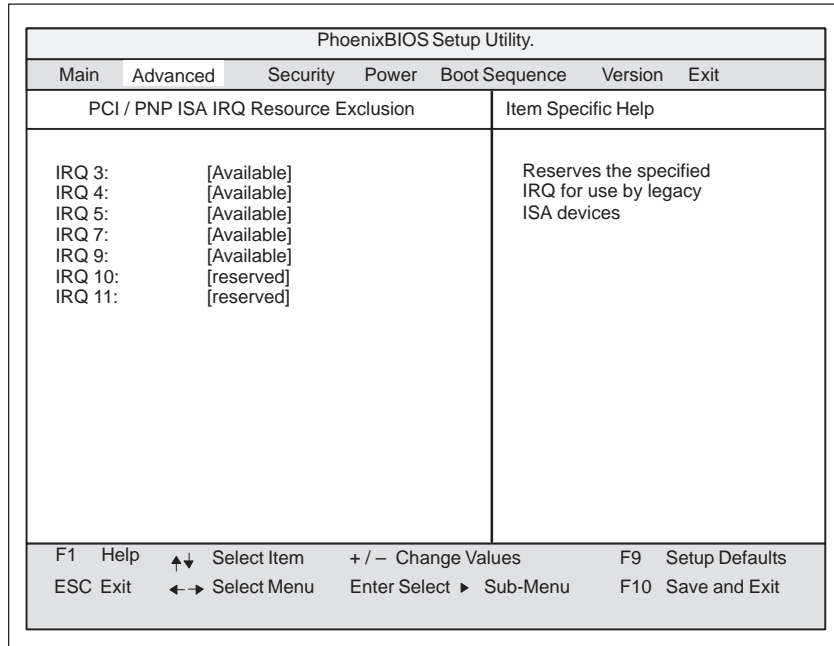 PhoenixBIOS Setup Utility.
Main Advanced Security Power Boot Sequence Version Exit
PCI / PNP ISA IRQ Resource Exclusion
Item Specific Help
IRQ 3: [Available]
IRQ 4: [Available]
IRQ 5: [Available]
IRQ 7: [Available]
IRQ 9: [Available]
IRQ 10: [reserved]
IRQ 11: [reserved]
Reserves the specified
IRQ for use by legacy
ISA devices
F1 Help Select Item + / – Change Values F9 Setup Defaults
ESC Exit Select Menu Enter Select Sub-Menu F10 Save and Exit